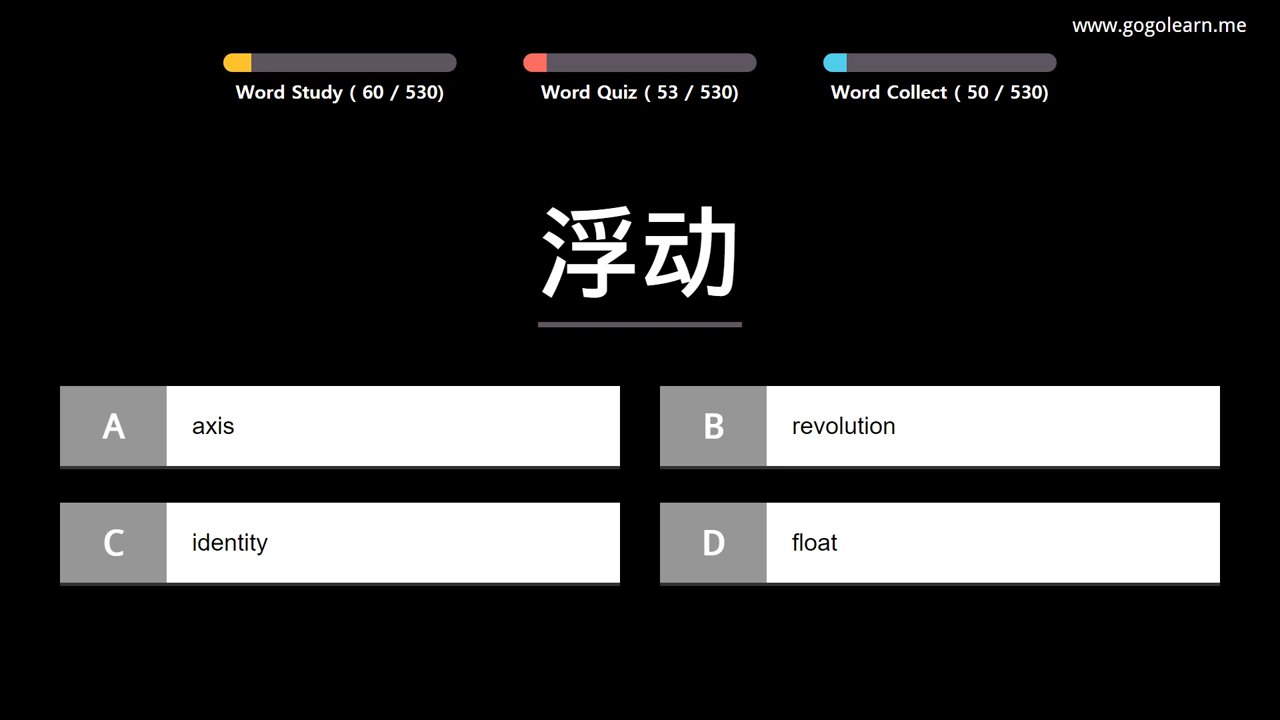 www.gogolearn.me
Word Study ( 60 / 530)
Word Quiz ( 53 / 530)
Word Collect ( 50 / 530)
浮动
A axis
B revolution
C identity
D float